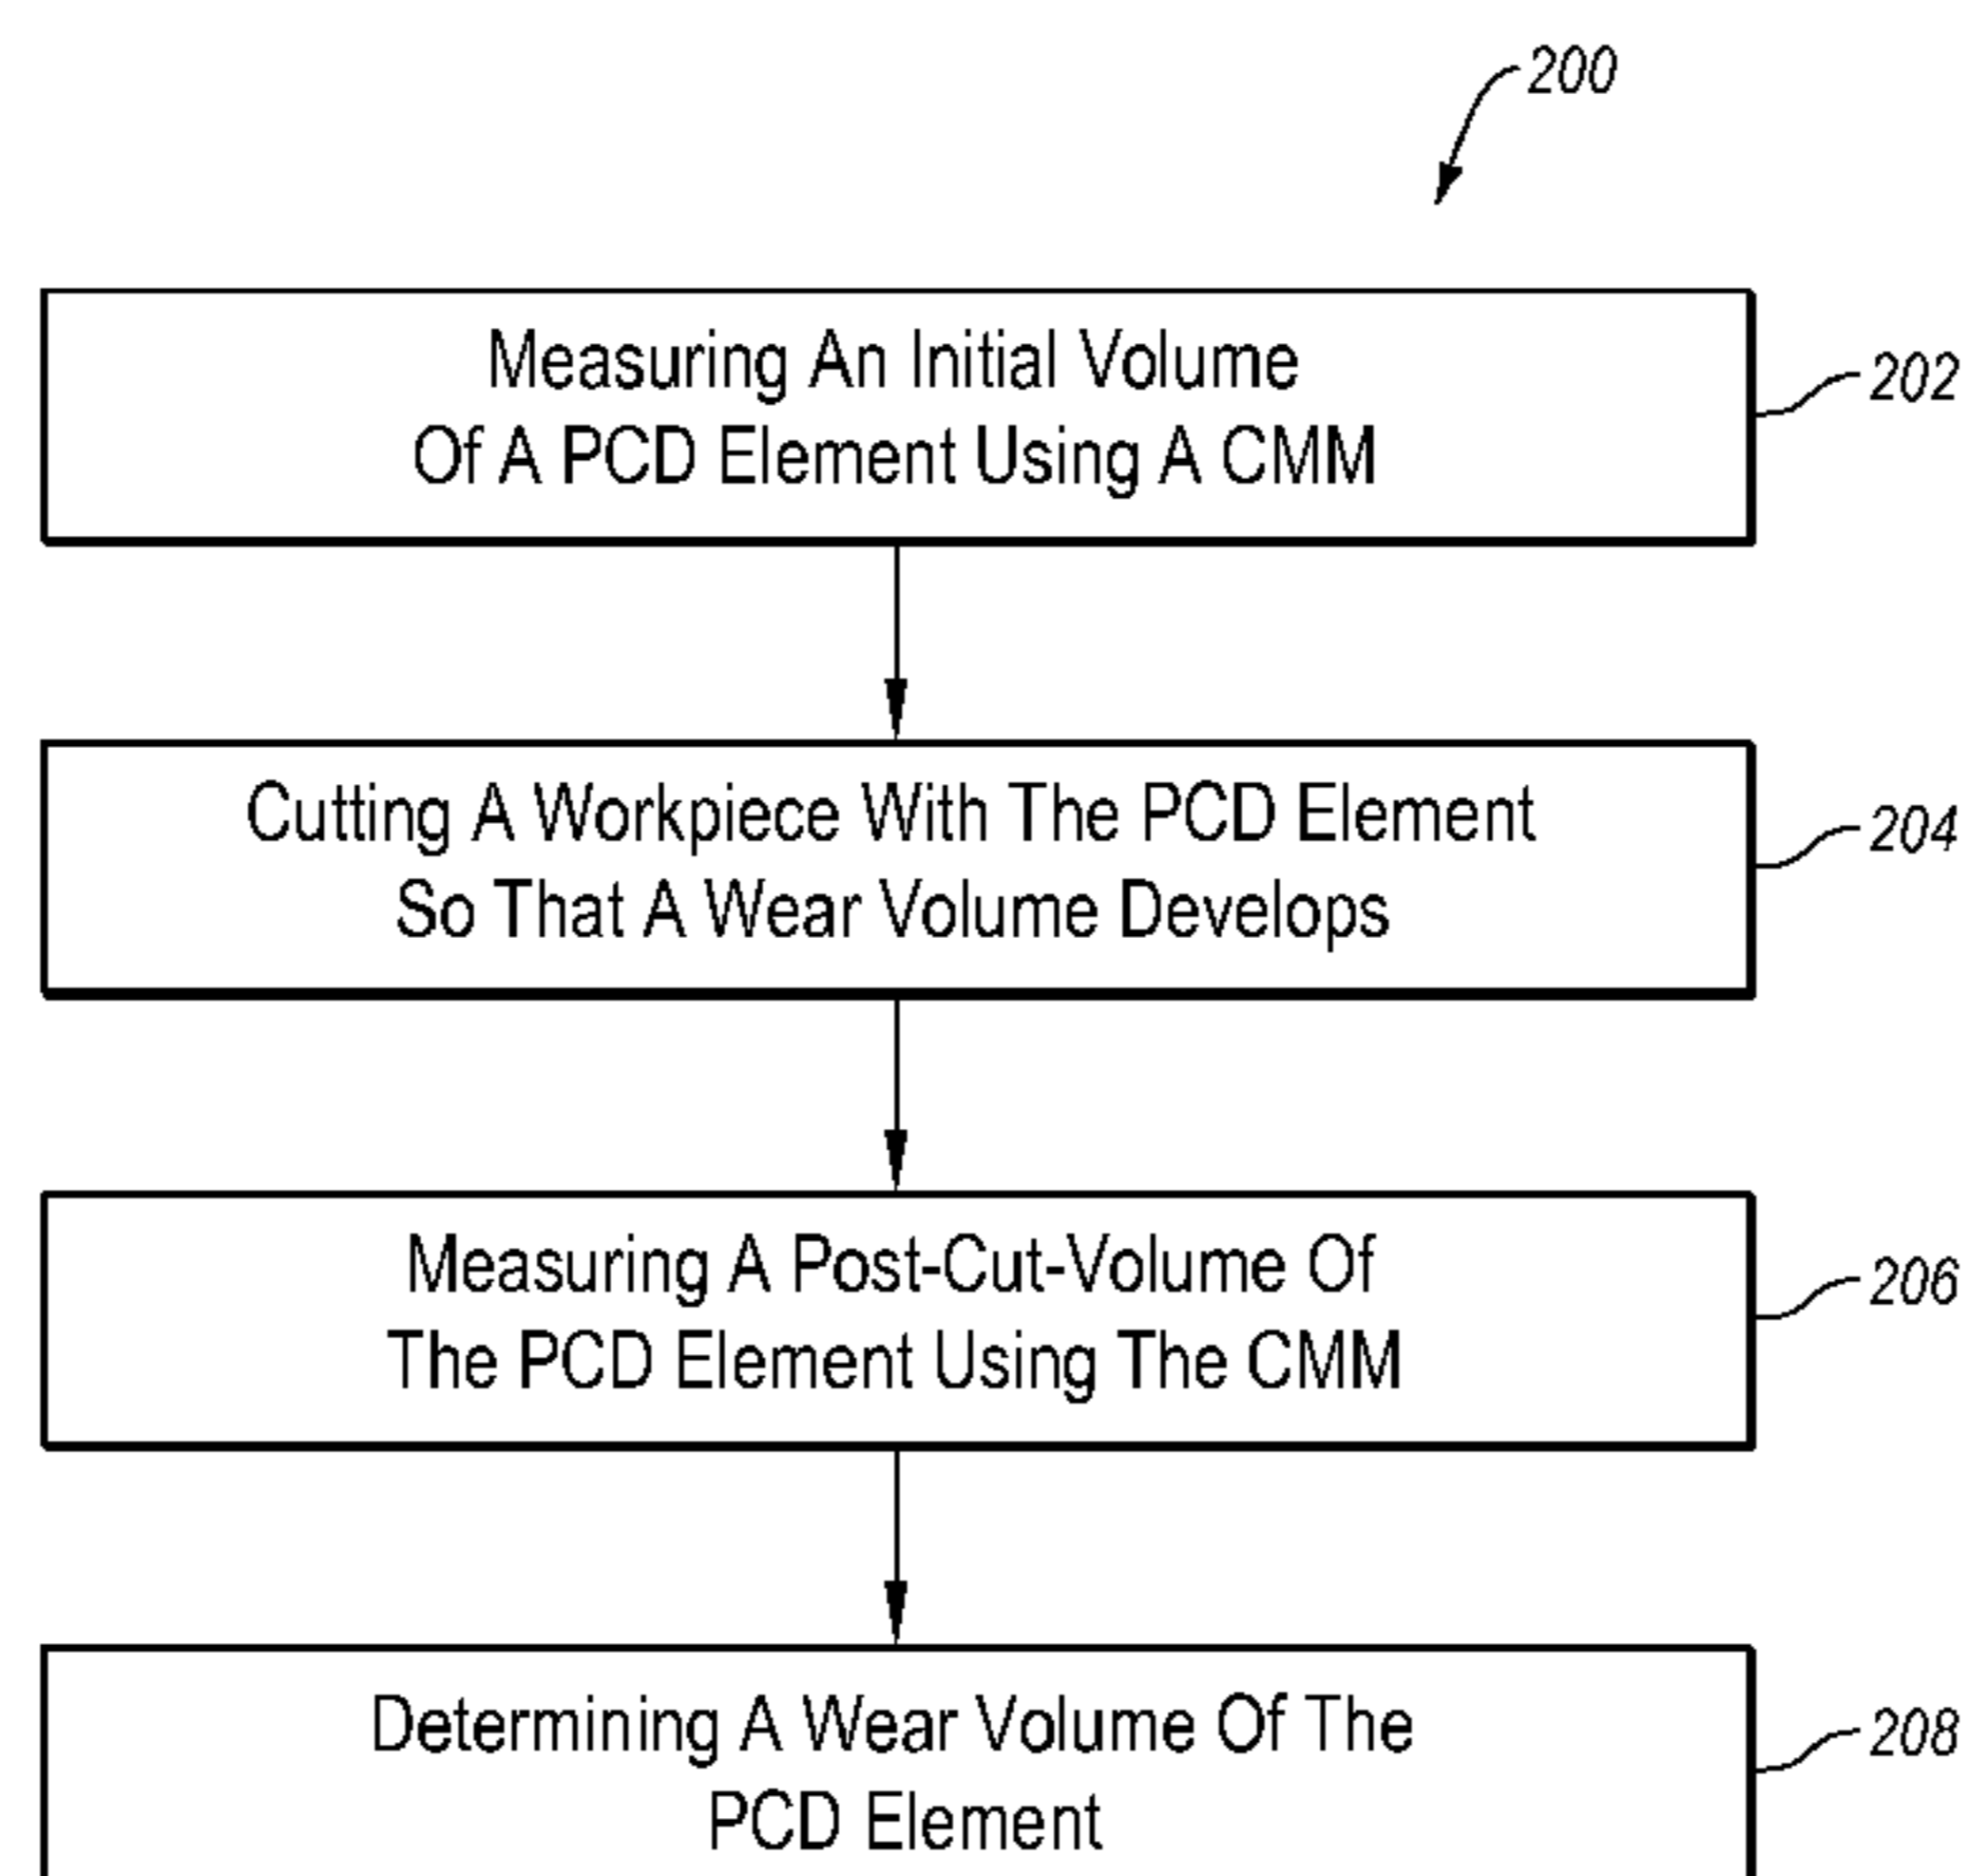 200
Measuring An Initial Volume
Of A PCD Element Using A CMM
202
Cutting A Workpiece With The PCD Element
So That A Wear Volume Develops
204
Measuring A Post-Cut-Volume Of
The PCD Element Using The CMM
206
Determining A Wear Volume Of The
PCD Element
208